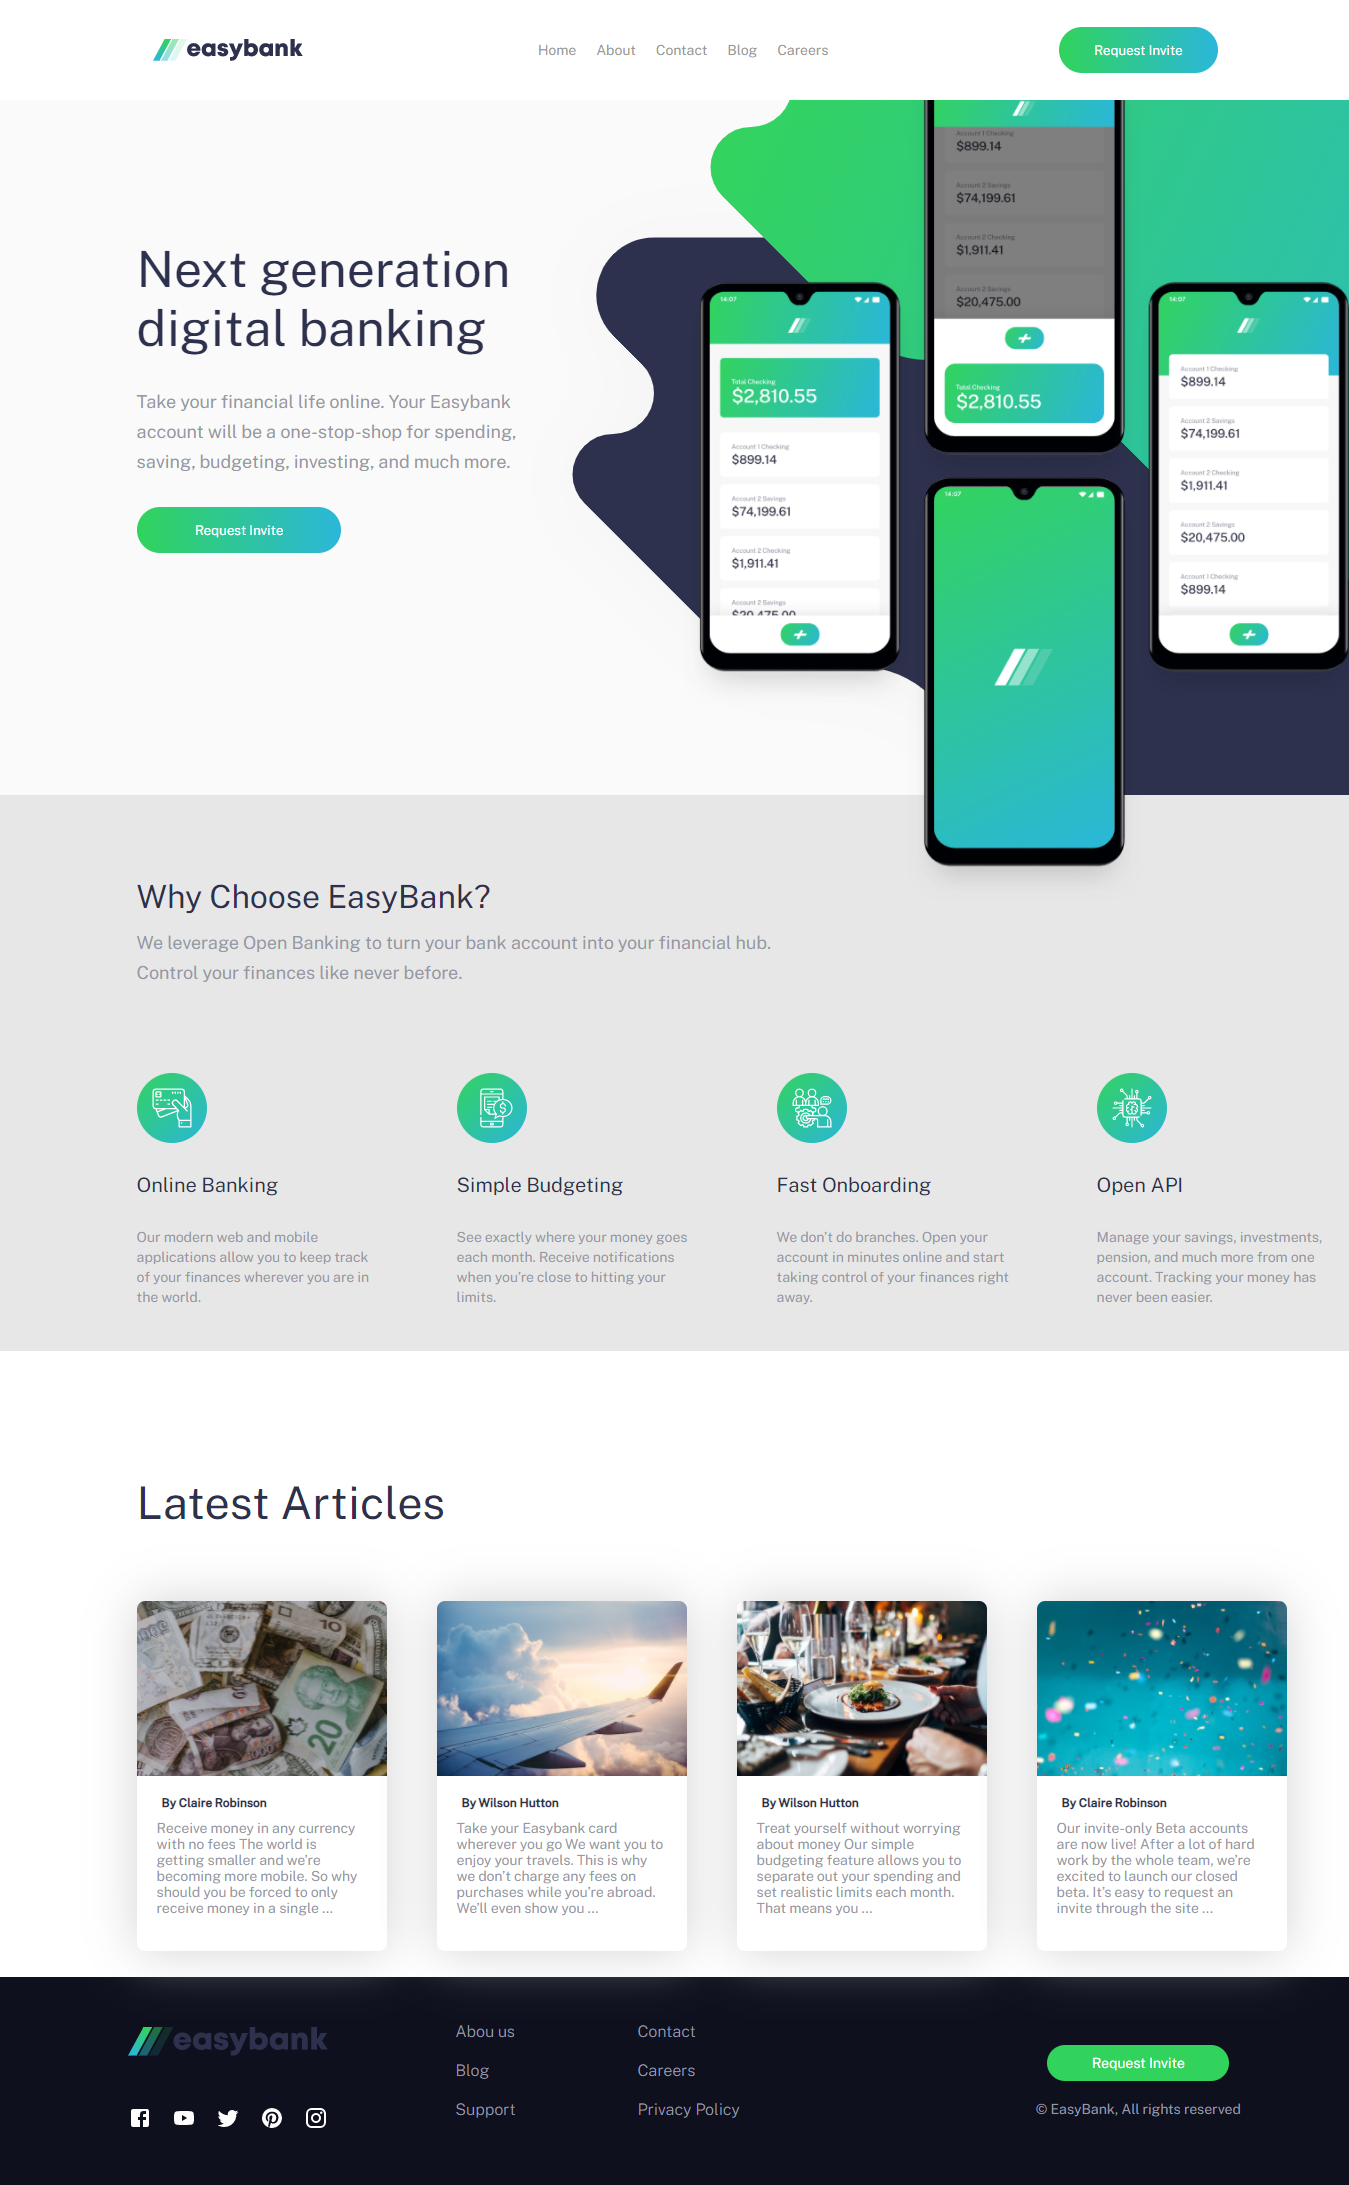 easybank
Home About Contact Blog Careers
Request Invite
Next generation
digital banking
Take your financial life online. Your Easybank
account will be a one-stop-shop for spending,
saving, budgeting, investing, and much more.
Request Invite
Account 1 Checking
$899.14
Account 2 Savings
$74,199.61
Account 2 Checking
$1,911.41
Account 2 Savings
$20,475.00
Total Checking
$2,810.55
14:07
Total Checking
$2,810.55
Account 1 Checking
$899.14
Account 2 Savings
$74,199.61
Account 2 Checking
$1,911.41
Account 2 Savings
$20,475.00
14:07
Account 1 Checking
$899.14
Account 2 Savings
$74,199.61
Account 2 Checking
$1,911.41
Account 2 Savings
$20,475.00
Account 1 Checking
$899.14
14:07
Why Choose EasyBank?
We leverage Open Banking to turn your bank account into your financial hub.
Control your finances like never before.
Online Banking
Our modern web and mobile
applications allow you to keep track
of your finances wherever you are in
the world.
Simple Budgeting
See exactly where your money goes
each month. Receive notifications
when you're close to hitting your
limits.
Fast Onboarding
We don't do branches. Open your
account in minutes online and start
taking control of your finances right
away.
Open API
Manage your savings, investments,
pension, and much more from one
account. Tracking your money has
never been easier.
Latest Articles
By Claire Robinson
Receive money in any currency
with no fees The world is
getting smaller and we're
becoming more mobile. So why
should you be forced to only
receive money in a single ...
By Wilson Hutton
Take your Easybank card
wherever you go We want you to
enjoy your travels. This is why
we don't charge any fees on
purchases while you're abroad.
We'll even show you ...
By Wilson Hutton
Treat yourself without worrying
about money Our simple
budgeting feature allows you to
separate out your spending and
set realistic limits each month.
That means you ...
By Claire Robinson
Our invite-only Beta accounts
are now live! After a lot of hard
work by the whole team, we're
excited to launch our closed
beta. It's easy to request an
invite through the site ...
easybank
Abou us
Blog
Support
Contact
Careers
Privacy Policy
Request Invite
© EasyBank, All rights reserved